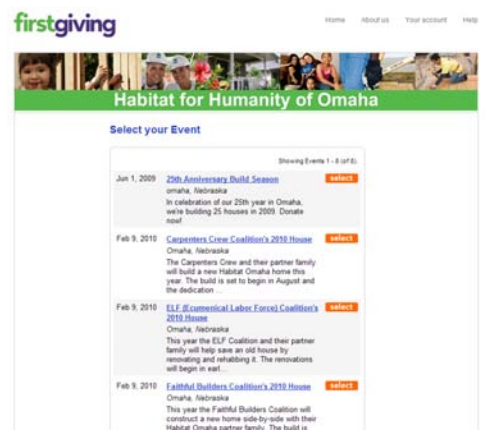 firstgiving
Home About us Your account Help
Habitat for Humanity of Omaha
Select your Event
Showing Events 1 - 8 (of 8).
Jun 1, 2009 25th Anniversary Build Season select
omaha, Nebraska
In celebration of our 25th year in Omaha,
we're building 25 houses in 2009. Donate
now!
Feb 9, 2010 Carpenters Crew Coalition's 2010 House select
Omaha, Nebraska
The Carpenters Crew and their partner family
will build a new Habitat Omaha home this
year. The build is set to begin in August and
the dedication ...
Feb 9, 2010 ELF (Ecumenical Labor Force) Coalition's select
2010 House
Omaha, Nebraska
This year the ELF Coalition and their partner
family will help save an old house by
renovating and rehabbing it. The renovations
will begin in earl...
Feb 9, 2010 Faithful Builders Coalition's 2010 House select
Omaha, Nebraska
This year the Faithful Builders Coalition will
construct a new home side-by-side with their
Habitat Omaha partner family. The build is